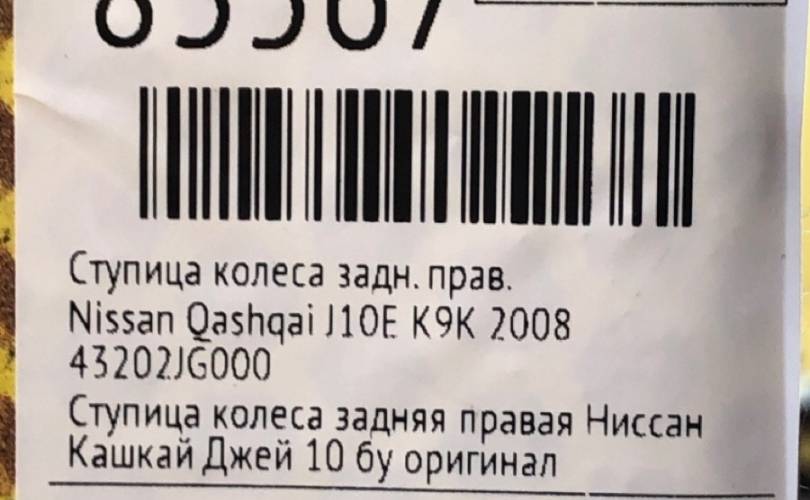 Ступица колеса задн. прав.
Nissan Qashqai J10E K9K 2008
43202JG000
Ступица колеса задняя правая Ниссан
Кашкай Джей 10 бу оригинал